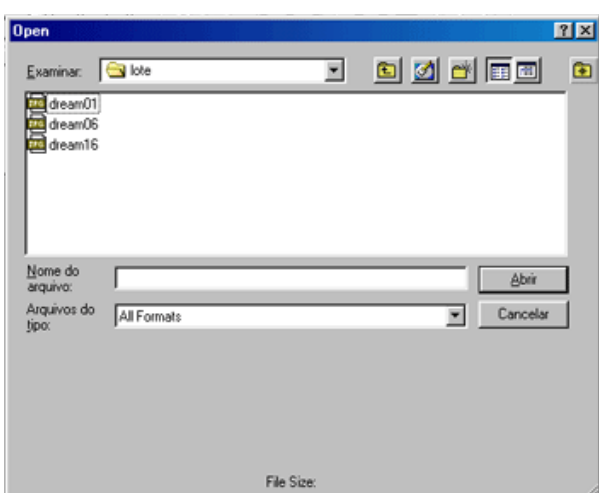 Open
Examinar:
lote
dream01
dream06
dream16
Nome do
arquivo:
Abrir
Arquivos do
tipo:
All Formats
Cancelar
File Size: